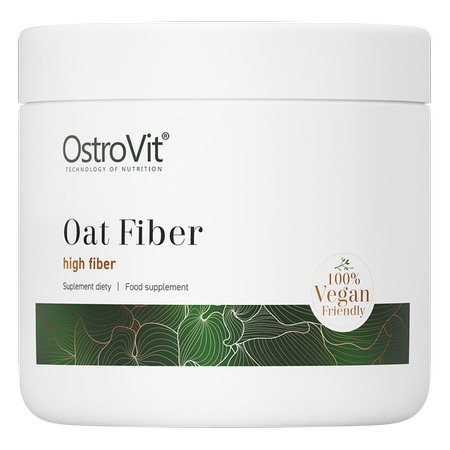 OstroVit®
TECHNOLOGY OF NUTRITION
Oat Fiber
high fiber
Suplement diety | Food supplement
100%
Vegan
Friendly